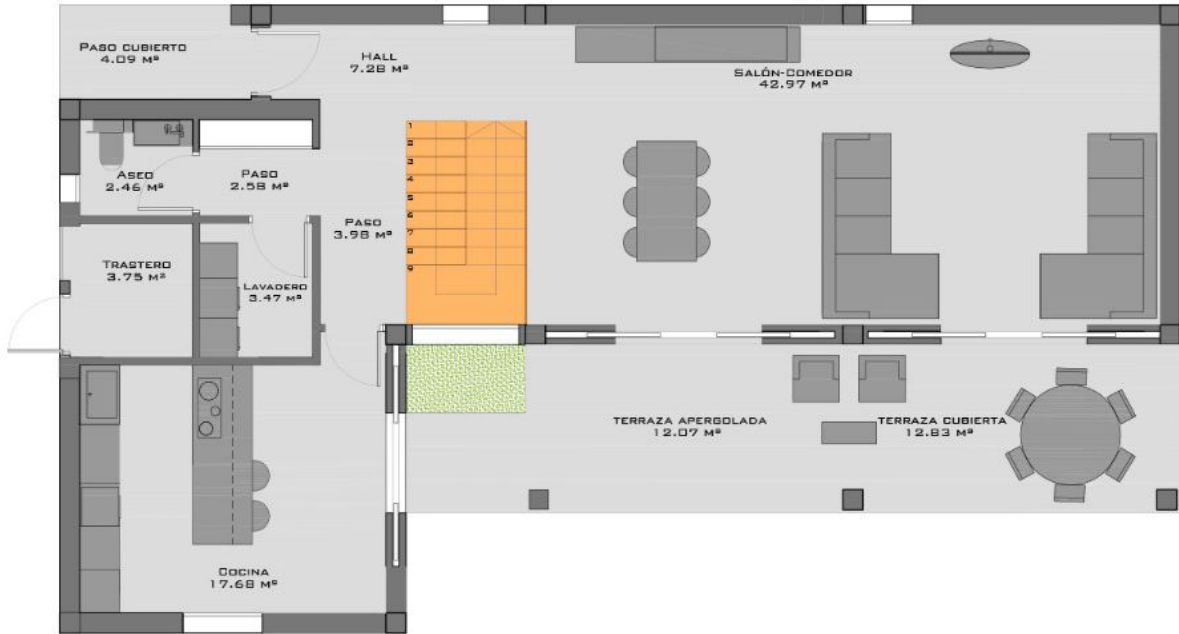 PASO CUBIERTO
4.09 M²
HALL
7.28 M²
SALÓN-COMEDOR
42.97 M²
ASEO
2.46 M²
PASO
2.58 M²
1
2
3
4
5
6
7
8
9
PASO
3.98 M²
TRASTERO
3.75 M²
LAVADERO
3.47 M²
TERRAZA APERGOLADA
12.07 M²
TERRAZA CUBIERTA
12.83 M²
COCINA
17.68 M²